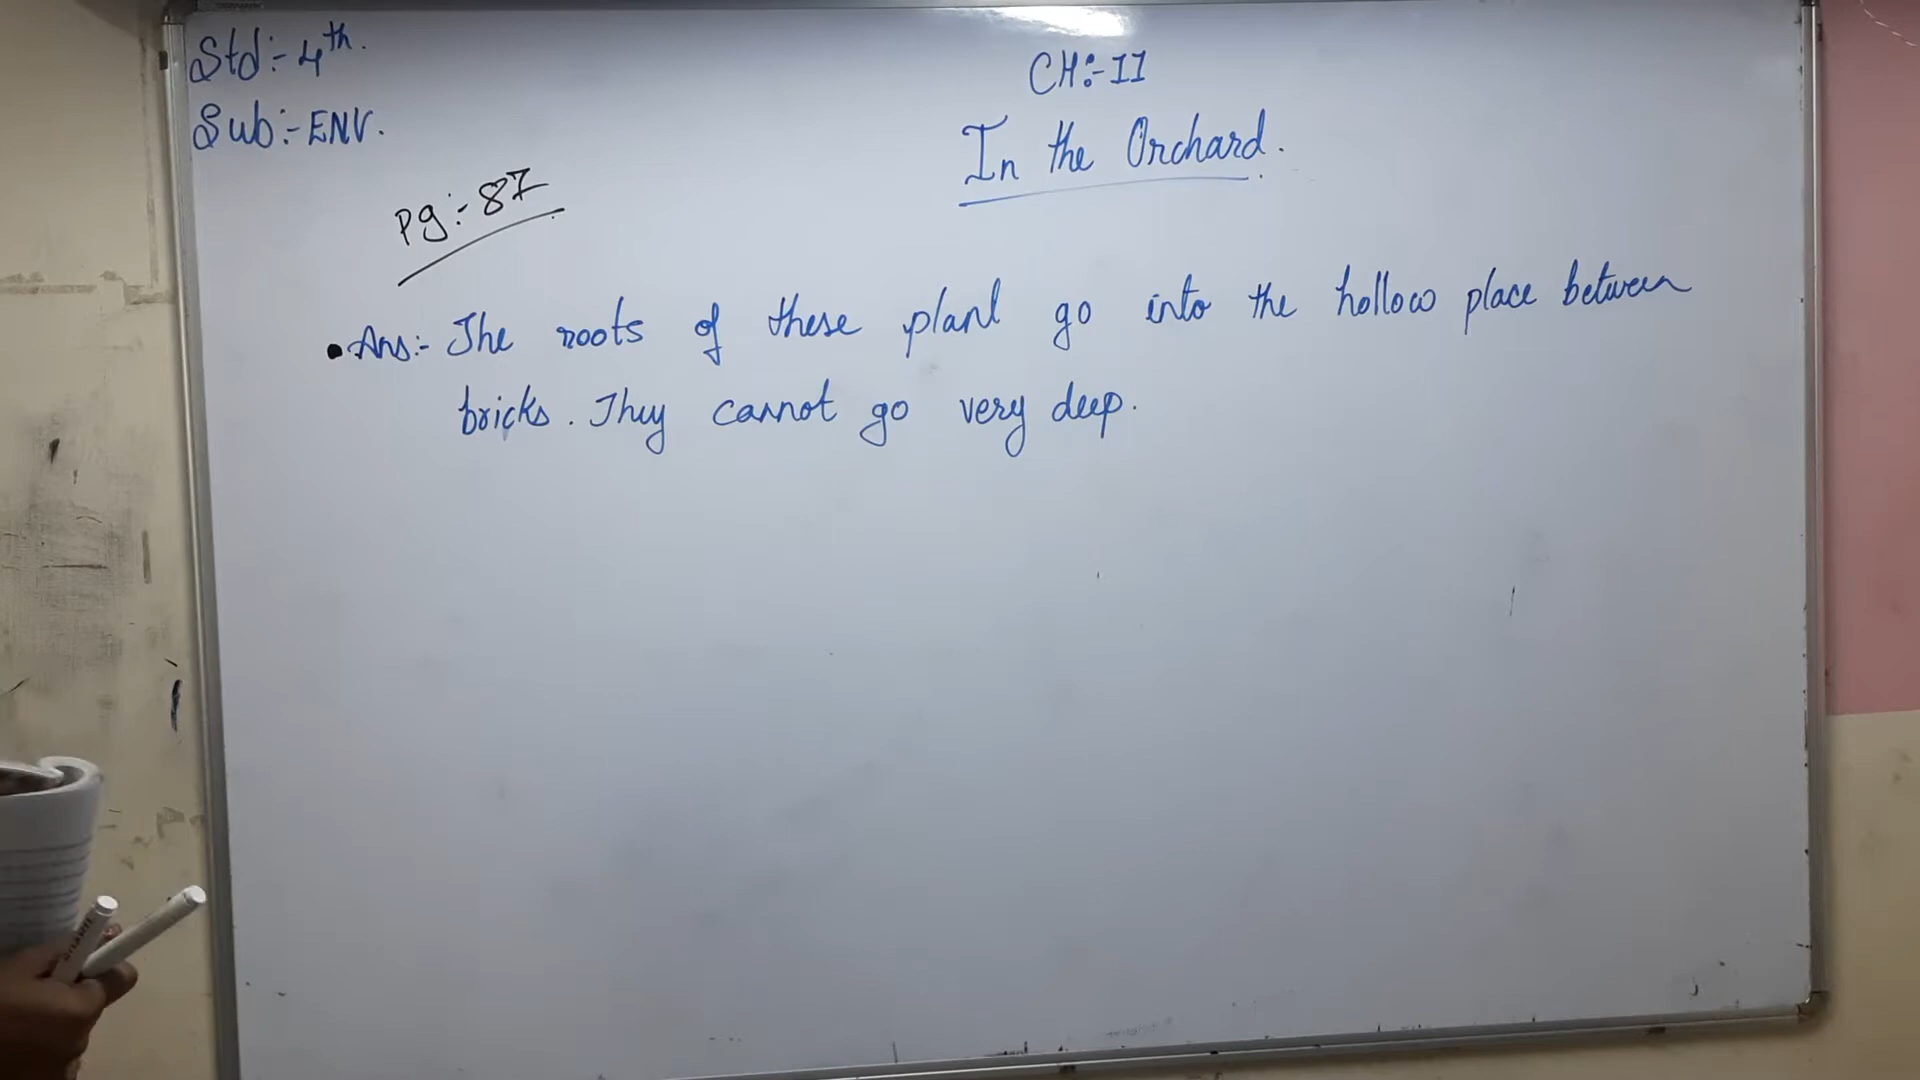 Std:- 4th.
Sub:- ENV.
CH:- 11
In the Orchard.
Pg:- 87
• Ans:- The roots of these plant go into the hollow place between
bricks. They cannot go very deep.